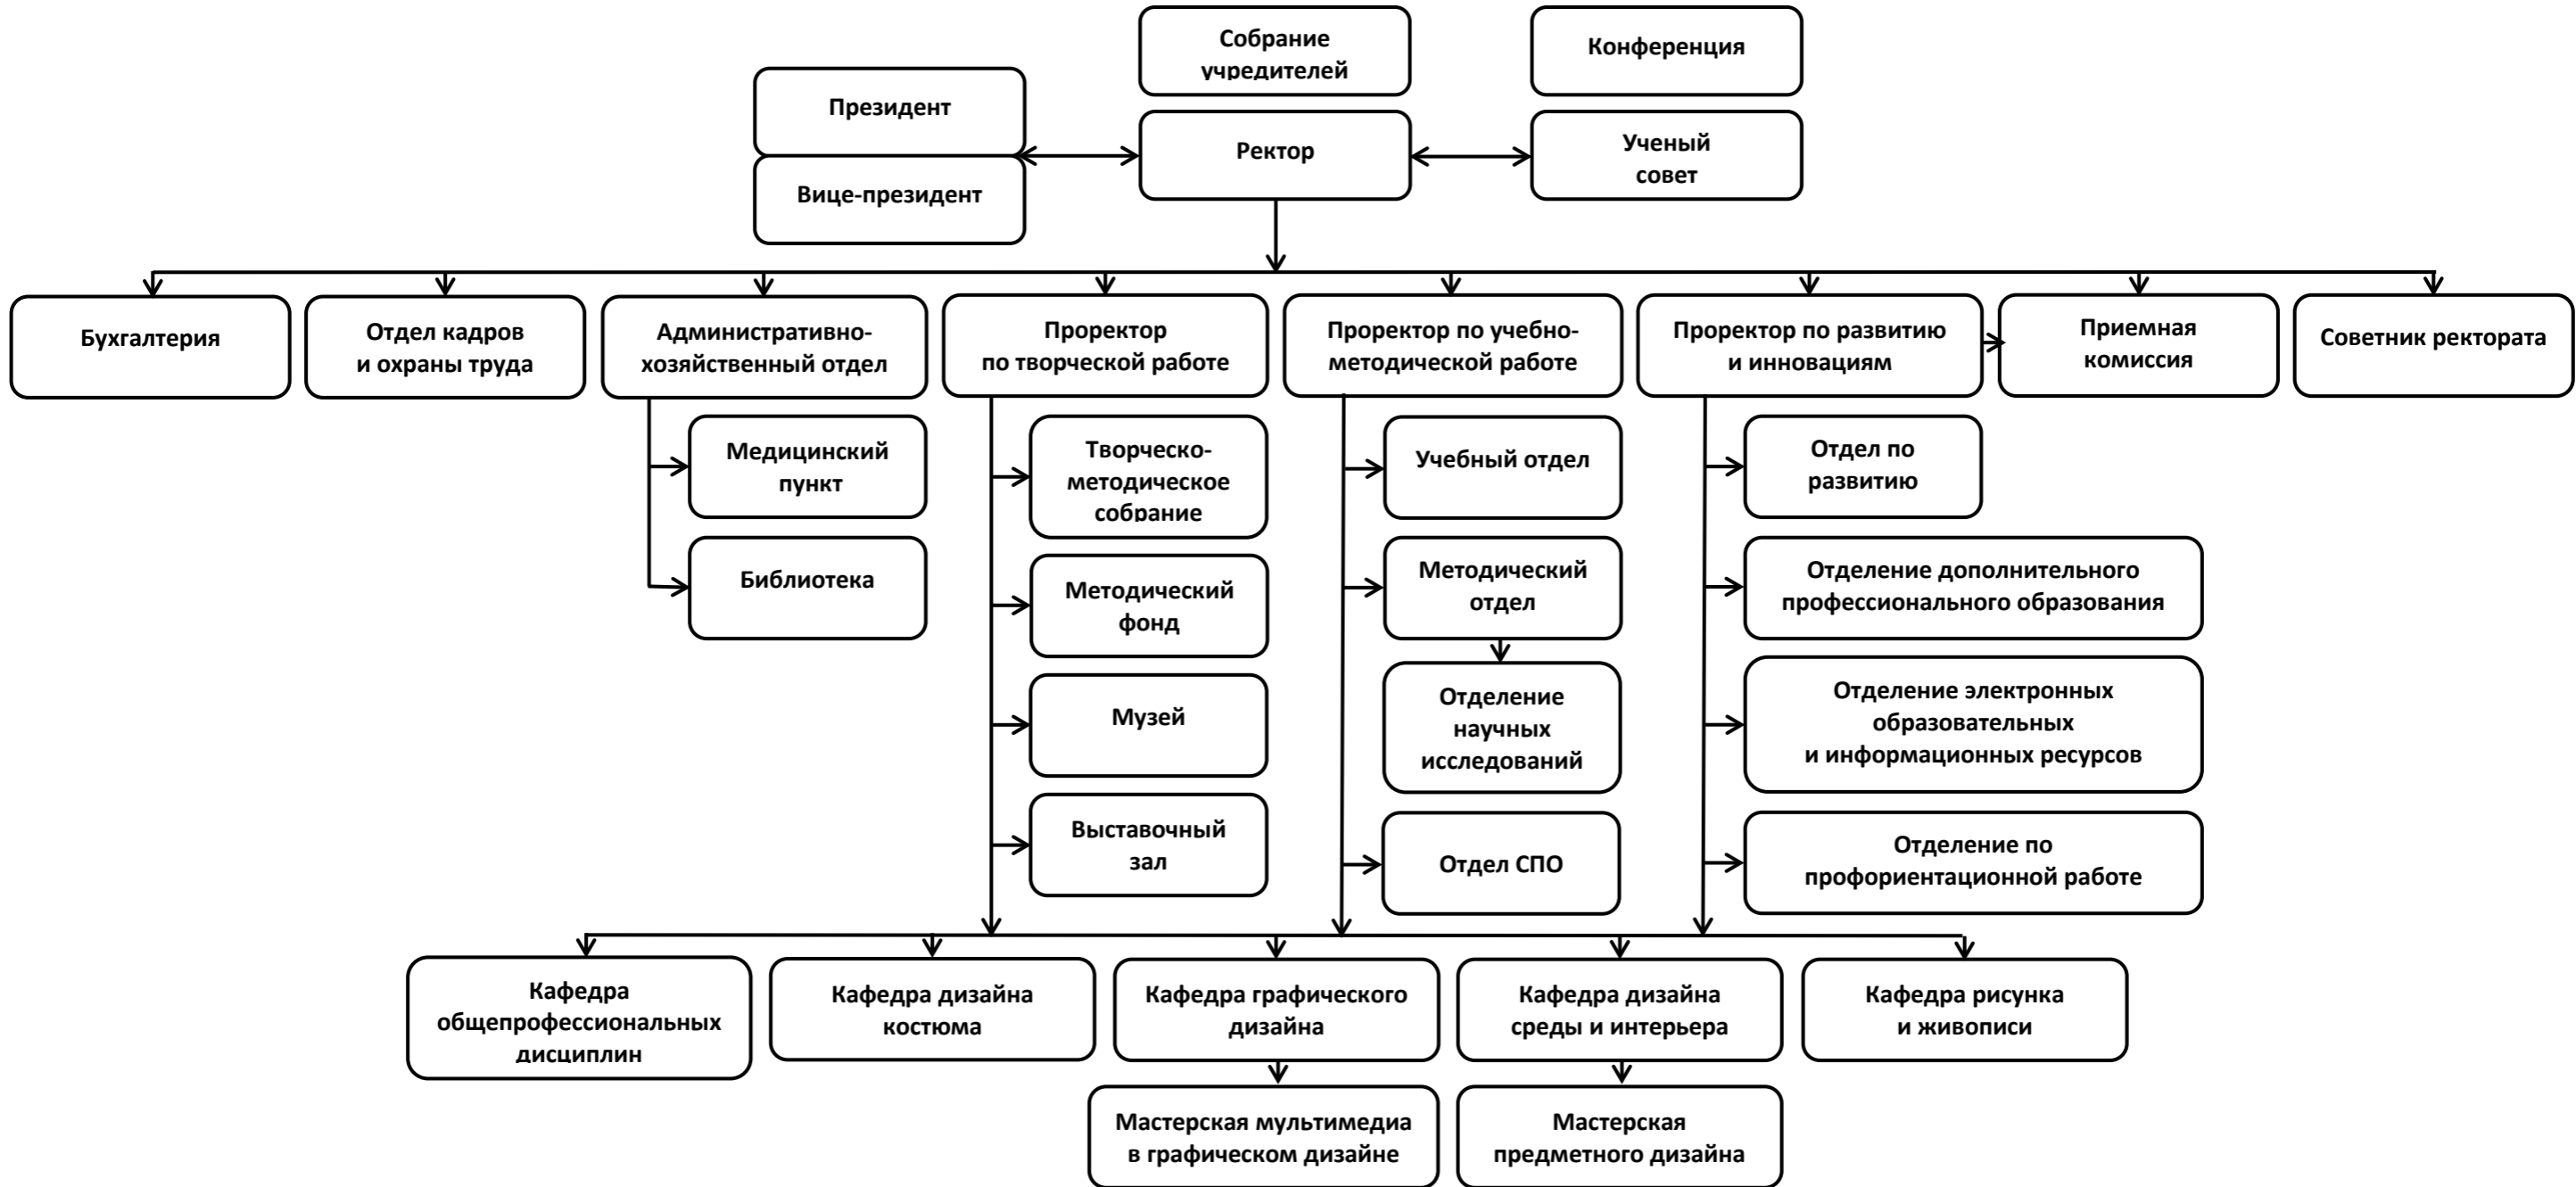 Собрание
учредителей
Конференция
Президент
Ректор
Ученый
совет
Вице-президент
Бухгалтерия
Отдел кадров
и охраны труда
Административно-
хозяйственный отдел
Проректор
по творческой работе
Проректор по учебно-
методической работе
Проректор по развитию
и инновациям
Приемная
комиссия
Советник ректората
Медицинский
пункт
Библиотека
Творческо-
методическое
собрание
Методический
фонд
Музей
Выставочный
зал
Учебный отдел
Методический
отдел
Отделение
научных
исследований
Отдел СПО
Отдел по
развитию
Отделение дополнительного
профессионального образования
Отделение электронных
образовательных
и информационных ресурсов
Отделение по
профориентационной работе
Кафедра
общепрофессиональных
дисциплин
Кафедра дизайна
костюма
Кафедра графического
дизайна
Кафедра дизайна
среды и интерьера
Кафедра рисунка
и живописи
Мастерская мультимедиа
в графическом дизайне
Мастерская
предметного дизайна